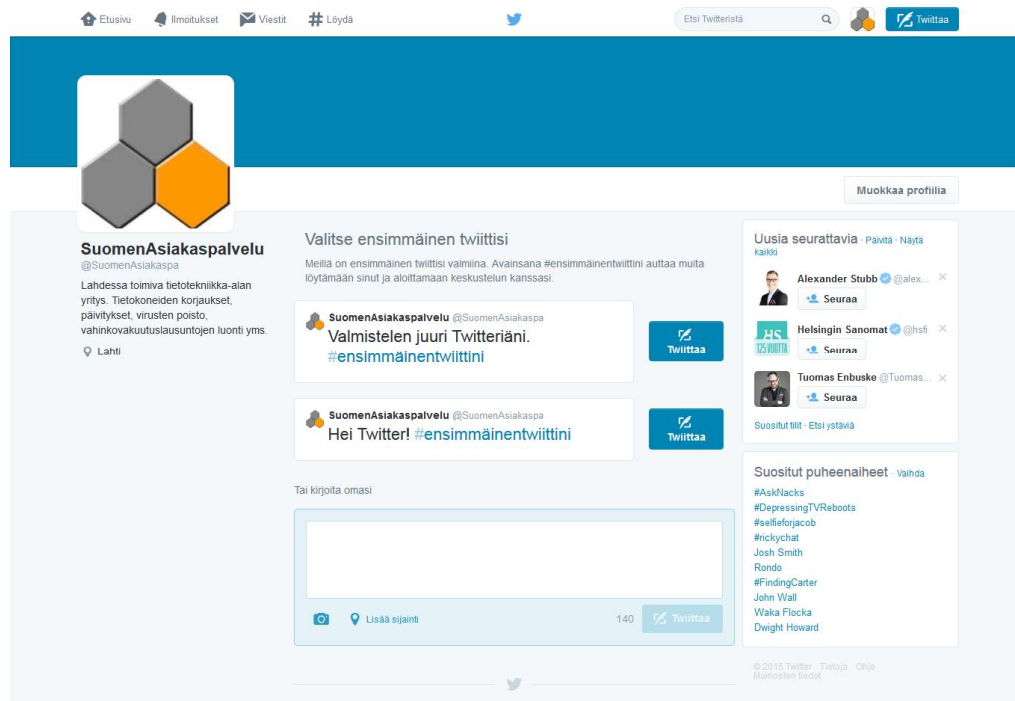 Etusivu Ilmoitukset Viestit Löydä Etsi Twitteristä Twiittaa
Muokkaa profiilia
SuomenAsiakaspalvelu
@SuomenAsiakaspa
Lahdessa toimiva tietotekniikka-alan
yritys. Tietokoneiden korjaukset,
päivitykset, virusten poisto,
vahinkovakuutuslausuntojen luonti yms.
Lahti
Valitse ensimmäinen twiittisi
Meillä on ensimmäinen twiittisi valmiina. Avainsana #ensimmäinentwiittini auttaa muita
löytämään sinut ja aloittamaan keskustelun kanssasi.
SuomenAsiakaspalvelu @SuomenAsiakaspa
Valmistelen juuri Twitteriäni.
#ensimmäinentwiittini
Twiittaa
SuomenAsiakaspalvelu @SuomenAsiakaspa
Hei Twitter! #ensimmäinentwiittini
Twiittaa
Tai kirjoita omasi
Lisää sijainti 140 Twiittaa
Uusia seurattavia · Päivitä · Näytä
kaikki
Alexander Stubb @alex...
Seuraa
Helsingin Sanomat @hsfi
HS
125 VUOTTA
Seuraa
Tuomas Enbuske @Tuomas...
Seuraa
Suositut tilit · Etsi ystäviä
Suositut puheenaiheet · Vaihda
#AskNacks
#DepressingTVReboots
#selfieforjacob
#rickychat
Josh Smith
Rondo
#FindingCarter
John Wall
Waka Flocka
Dwight Howard
© 2015 Twitter Tietoja Ohje
Mainosten tiedot